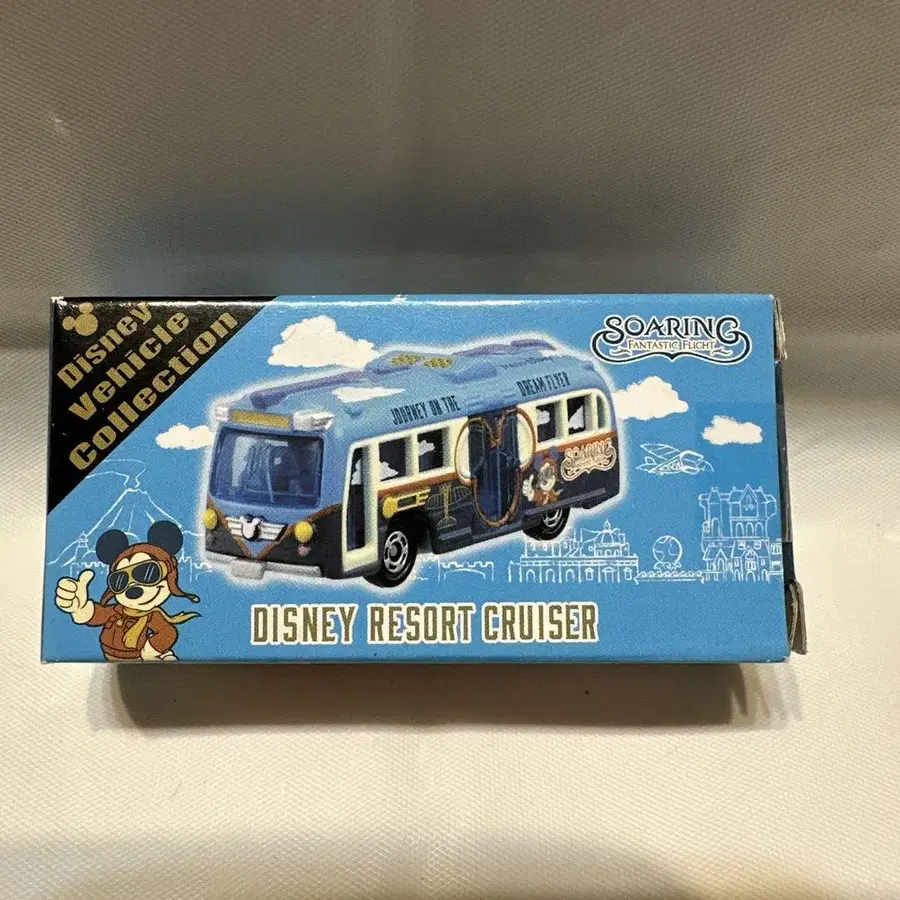 Disney
Vehicle
Collection
SOARING
FANTASTIC FLIGHT
JOURNEY ON THE
DREAM FLYER
SOARING
DISNEY RESORT CRUISER